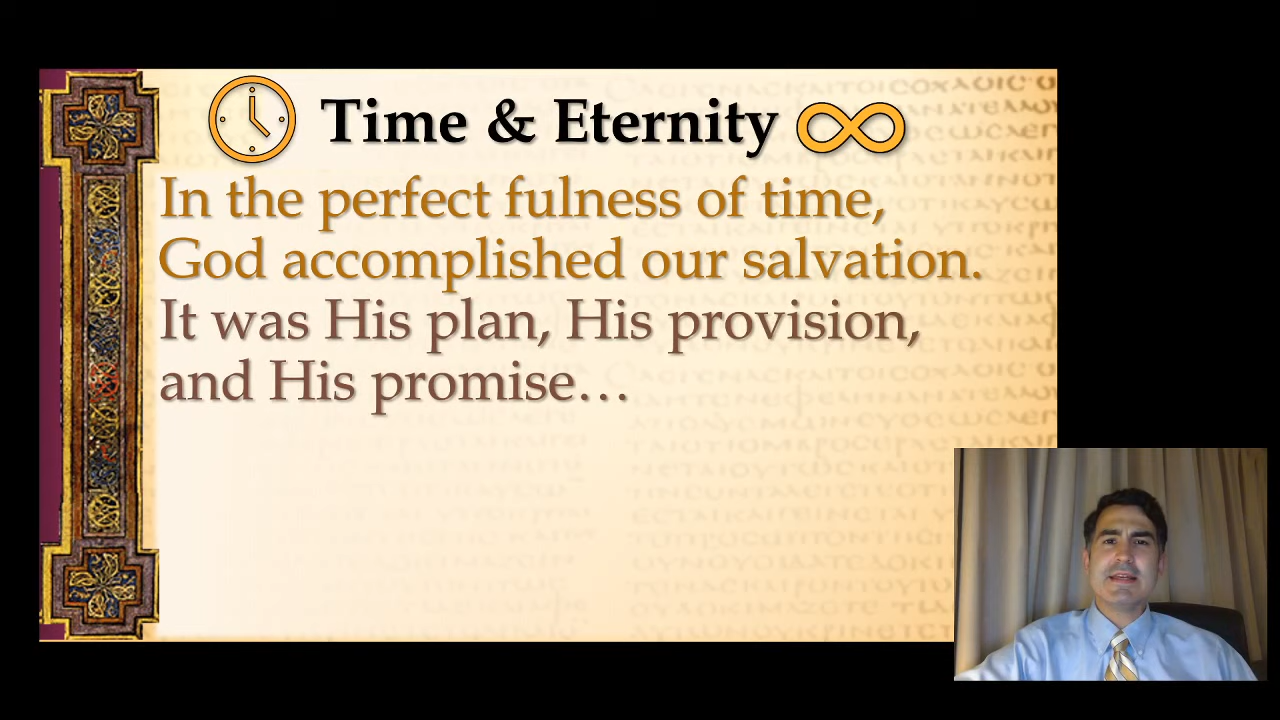 Time & Eternity
In the perfect fulness of time,
God accomplished our salvation.
It was His plan, His provision,
and His promise…